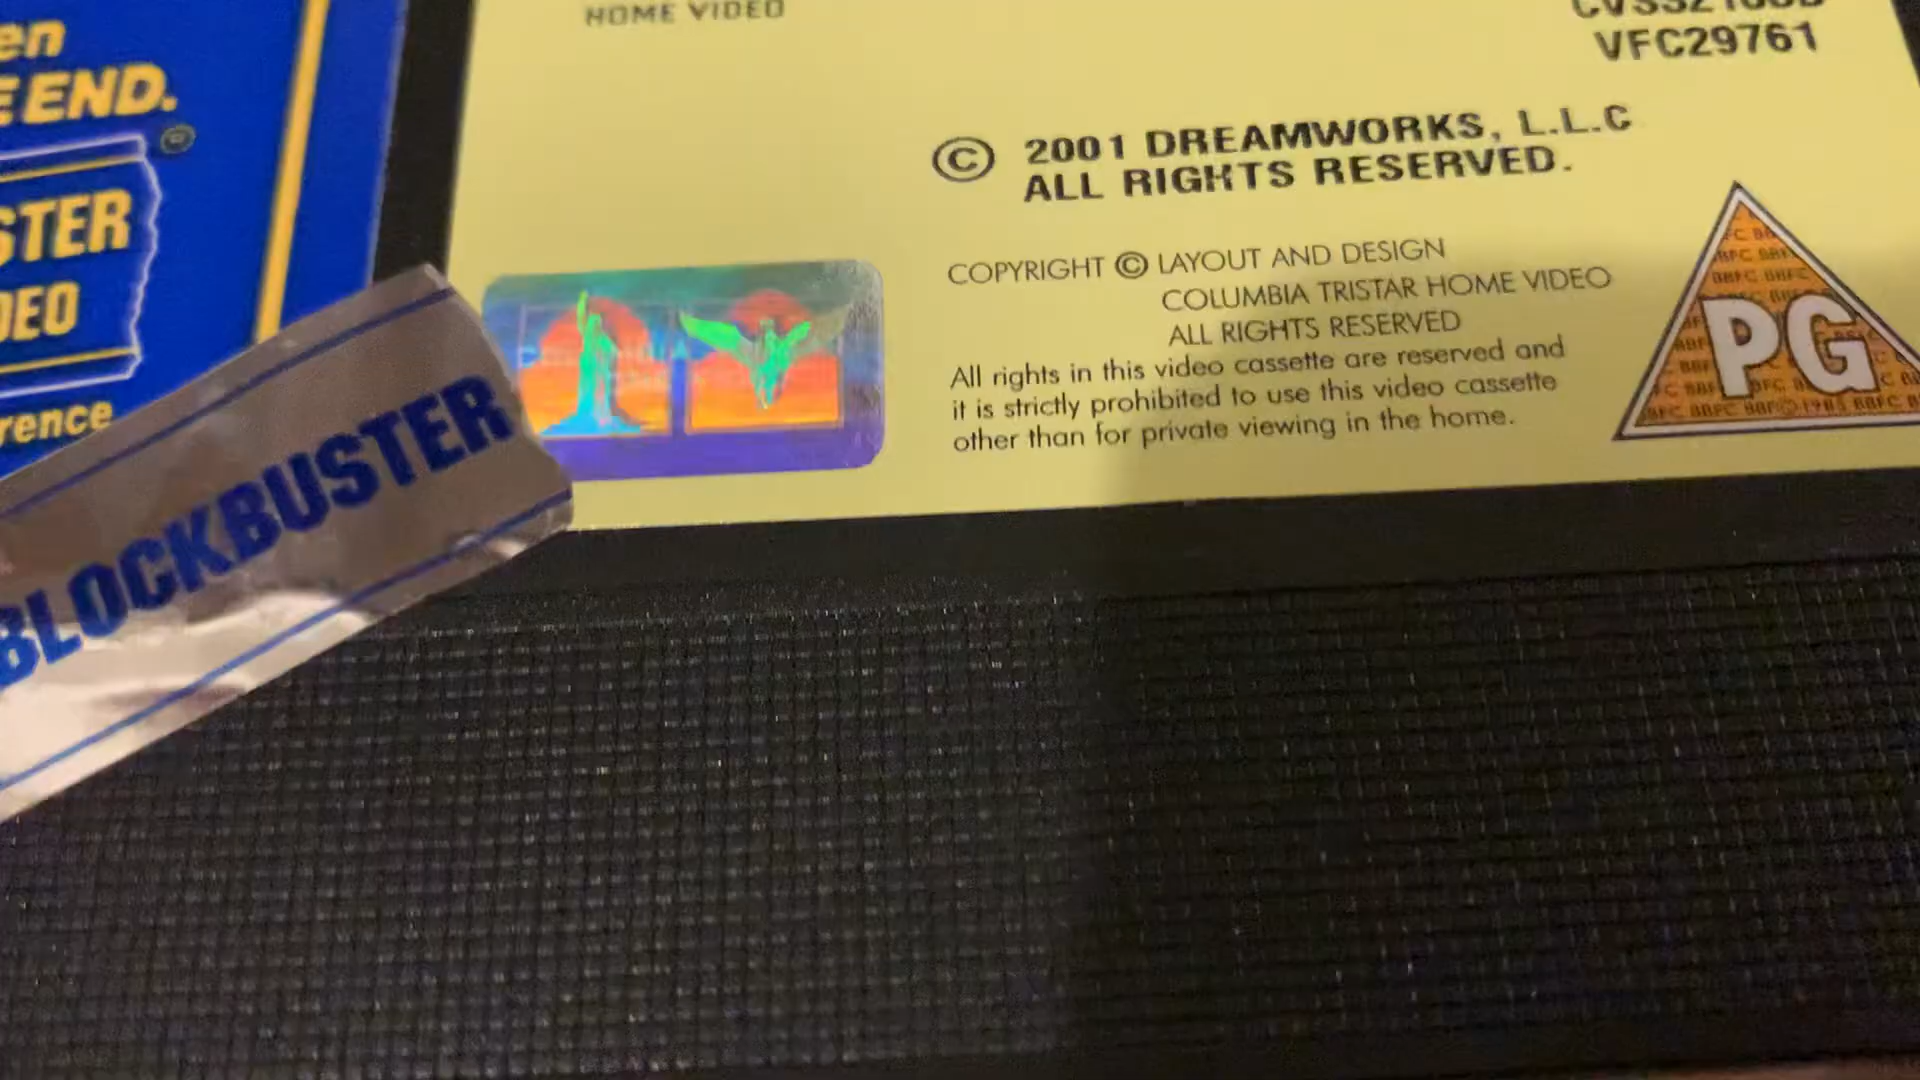 en
END.
®
STER
DEO
rence
BLOCKBUSTER
HOME VIDEO
VFC29761
© 2001 DREAMWORKS, L.L.C
ALL RIGHTS RESERVED.
COPYRIGHT © LAYOUT AND DESIGN
COLUMBIA TRISTAR HOME VIDEO
ALL RIGHTS RESERVED
All rights in this video cassette are reserved and
it is strictly prohibited to use this video cassette
other than for private viewing in the home.
PG